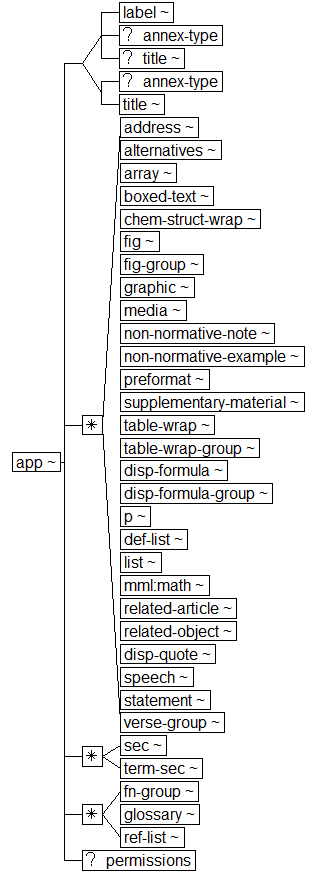 label ~
? annex-type
? title ~
? annex-type
title ~
address ~
alternatives ~
array ~
boxed-text ~
chem-struct-wrap ~
fig ~
fig-group ~
graphic ~
media ~
non-normative-note ~
non-normative-example ~
preformat ~
supplementary-material ~
* table-wrap ~
table-wrap-group ~
app ~ disp-formula ~
disp-formula-group ~
p ~
def-list ~
list ~
mml:math ~
related-article ~
related-object ~
disp-quote ~
speech ~
statement ~
verse-group ~
* sec ~
term-sec ~
fn-group ~
* glossary ~
ref-list ~
? permissions